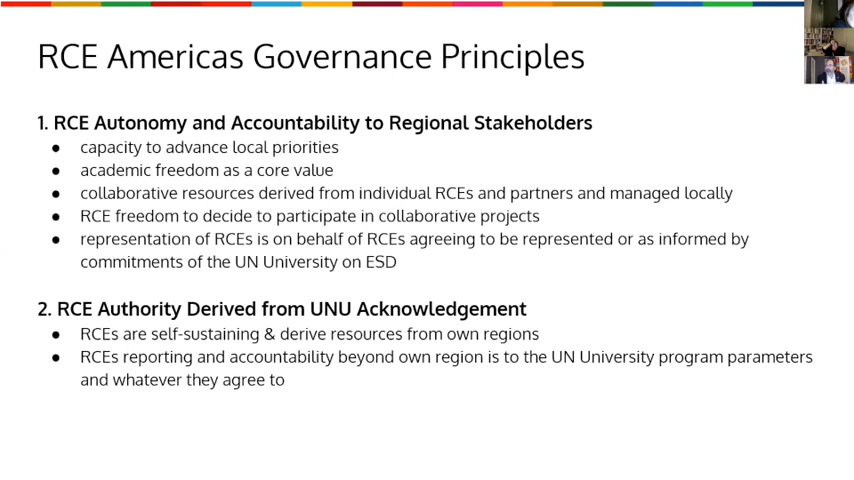 RCE Americas Governance Principles
1. RCE Autonomy and Accountability to Regional Stakeholders
● capacity to advance local priorities
● academic freedom as a core value
● collaborative resources derived from individual RCEs and partners and managed locally
● RCE freedom to decide to participate in collaborative projects
● representation of RCEs is on behalf of RCEs agreeing to be represented or as informed by
commitments of the UN University on ESD
2. RCE Authority Derived from UNU Acknowledgement
● RCEs are self-sustaining & derive resources from own regions
● RCEs reporting and accountability beyond own region is to the UN University program parameters
and whatever they agree to